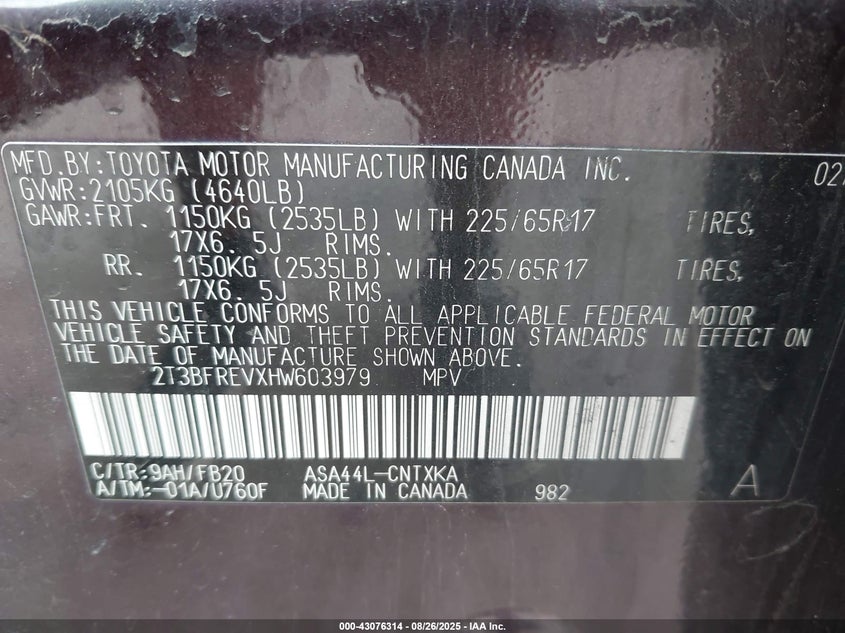 MFD.BY:TOYOTA MOTOR MANUFACTURING CANADA INC. 02/
GVWR:2105KG (4640LB)
GAWR:FRT. 1150KG (2535LB) WITH 225/65R17 TIRES,
17X6.5J RIMS.
RR. 1150KG (2535LB) WITH 225/65R17 TIRES,
17X6.5J RIMS.
THIS VEHICLE CONFORMS TO ALL APPLICABLE FEDERAL MOTOR
VEHICLE SAFETY AND THEFT PREVENTION STANDARDS IN EFFECT ON
THE DATE OF MANUFACTURE SHOWN ABOVE.
2T3BFREVXHW603979 MPV
C/TR:9AH/FB20 ASA44L-CNTXKA
A/TM:-01A/U760F MADE IN CANADA 982 A
000-43076314 - 08/26/2025 - IAA Inc.